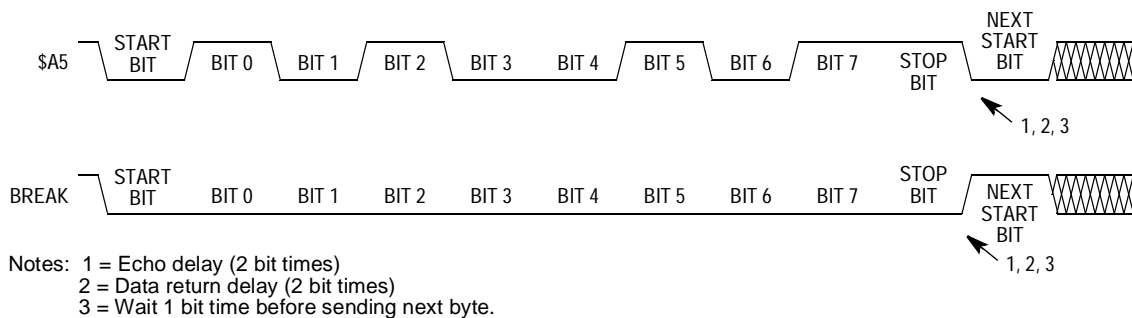 $A5 START BIT BIT 0 BIT 1 BIT 2 BIT 3 BIT 4 BIT 5 BIT 6 BIT 7 STOP BIT NEXT START BIT
1, 2, 3
BREAK START BIT BIT 0 BIT 1 BIT 2 BIT 3 BIT 4 BIT 5 BIT 6 BIT 7 STOP BIT NEXT START BIT
1, 2, 3
Notes: 1 = Echo delay (2 bit times)
2 = Data return delay (2 bit times)
3 = Wait 1 bit time before sending next byte.